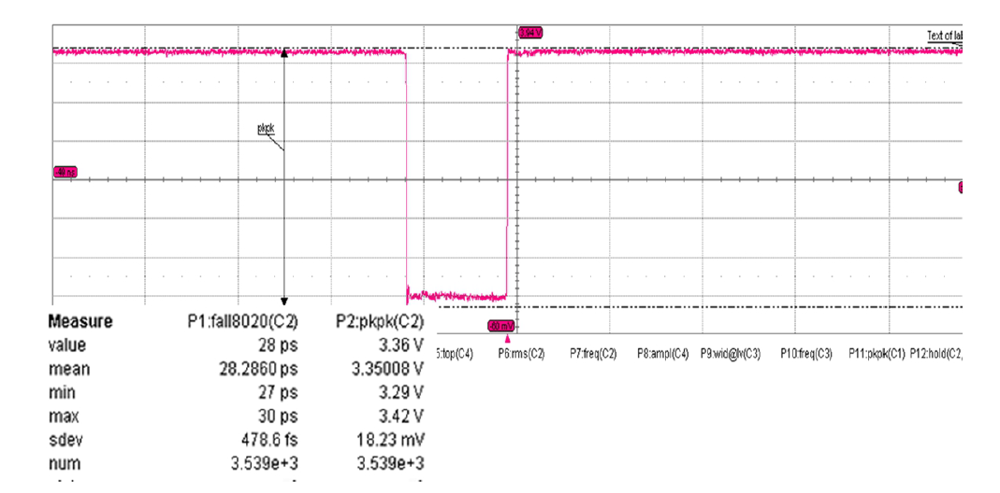 3.94 V
Text of lal
pkpk
-49 ns
-60 mV
Measure P1:fall8020(C2) P2:pkpk(C2)
value 28 ps 3.36 V
mean 28.2860 ps 3.35008 V
min 27 ps 3.29 V
max 30 ps 3.42 V
sdev 478.6 fs 18.23 mV
num 3.539e+3 3.539e+3
5:top(C4) P6:rms(C2) P7:freq(C2) P8:ampl(C4) P9:wid@lv(C3) P10:freq(C3) P11:pkpk(C1) P12:hold(C2,